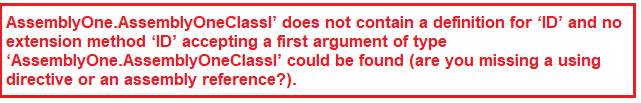 AssemblyOne.AssemblyOneClassI’ does not contain a definition for ‘ID’ and no
extension method ‘ID’ accepting a first argument of type
‘AssemblyOne.AssemblyOneClassI’ could be found (are you missing a using
directive or an assembly reference?).